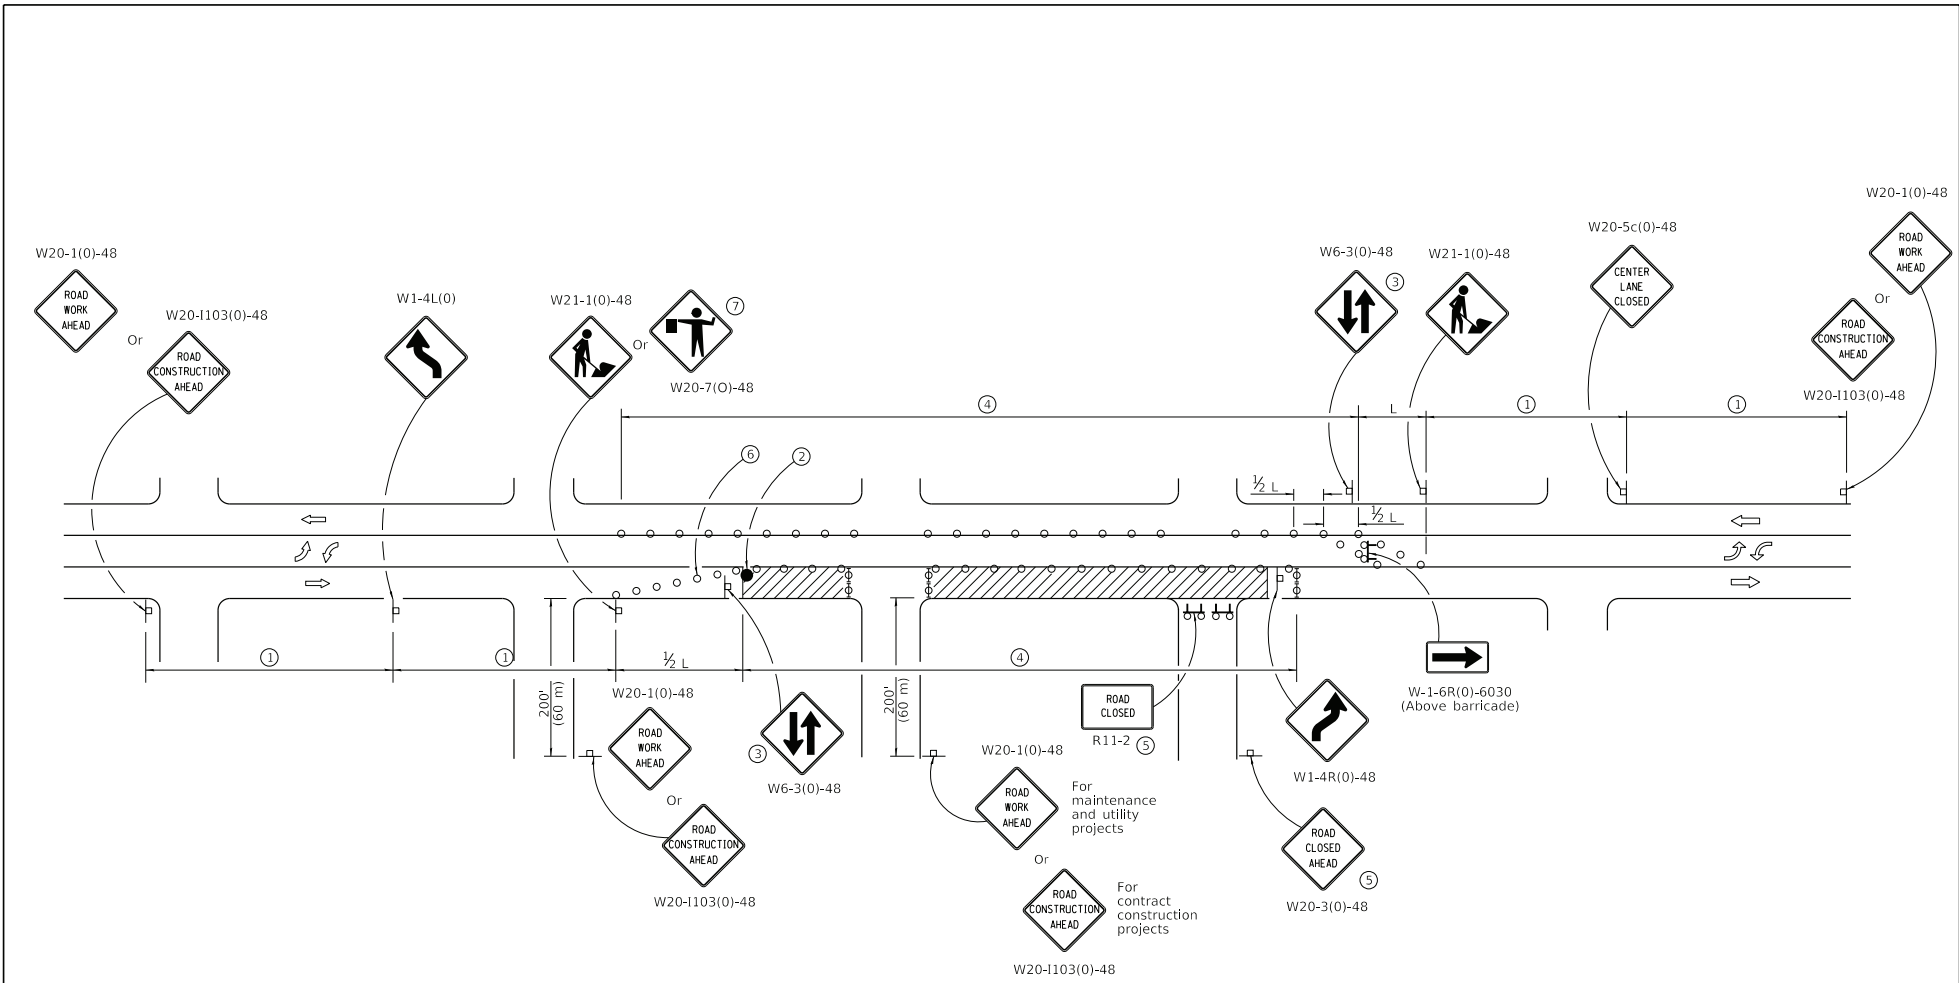 W20-1(0)-48
W20-1(0)-48
W20-5c(0)-48
W6-3(0)-48
W21-1(0)-48
ROAD
WORK
AHEAD
W20-I103(0)-48
W1-4L(0)
W21-1(0)-48
CENTER
LANE
CLOSED
ROAD
WORK
AHEAD
Or
3
7
Or
Or
ROAD
CONSTRUCTION
AHEAD
ROAD
CONSTRUCTION
AHEAD
W20-7(O)-48
W20-I103(0)-48
4
L
1
1
6
2
½ L
½ L
1
1
½ L
4
200'
(60 m)
200'
(60 m)
W20-1(0)-48
ROAD
WORK
AHEAD
Or
ROAD
CONSTRUCTION
AHEAD
W20-I103(0)-48
3
W6-3(0)-48
ROAD
CLOSED
R11-2
5
W-1-6R(0)-6030
(Above barricade)
W1-4R(0)-48
W20-1(0)-48
ROAD
WORK
AHEAD
For
maintenance
and utility
projects
Or
ROAD
CONSTRUCTION
AHEAD
For
contract
construction
projects
W20-I103(0)-48
ROAD
CLOSED
AHEAD
5
W20-3(0)-48